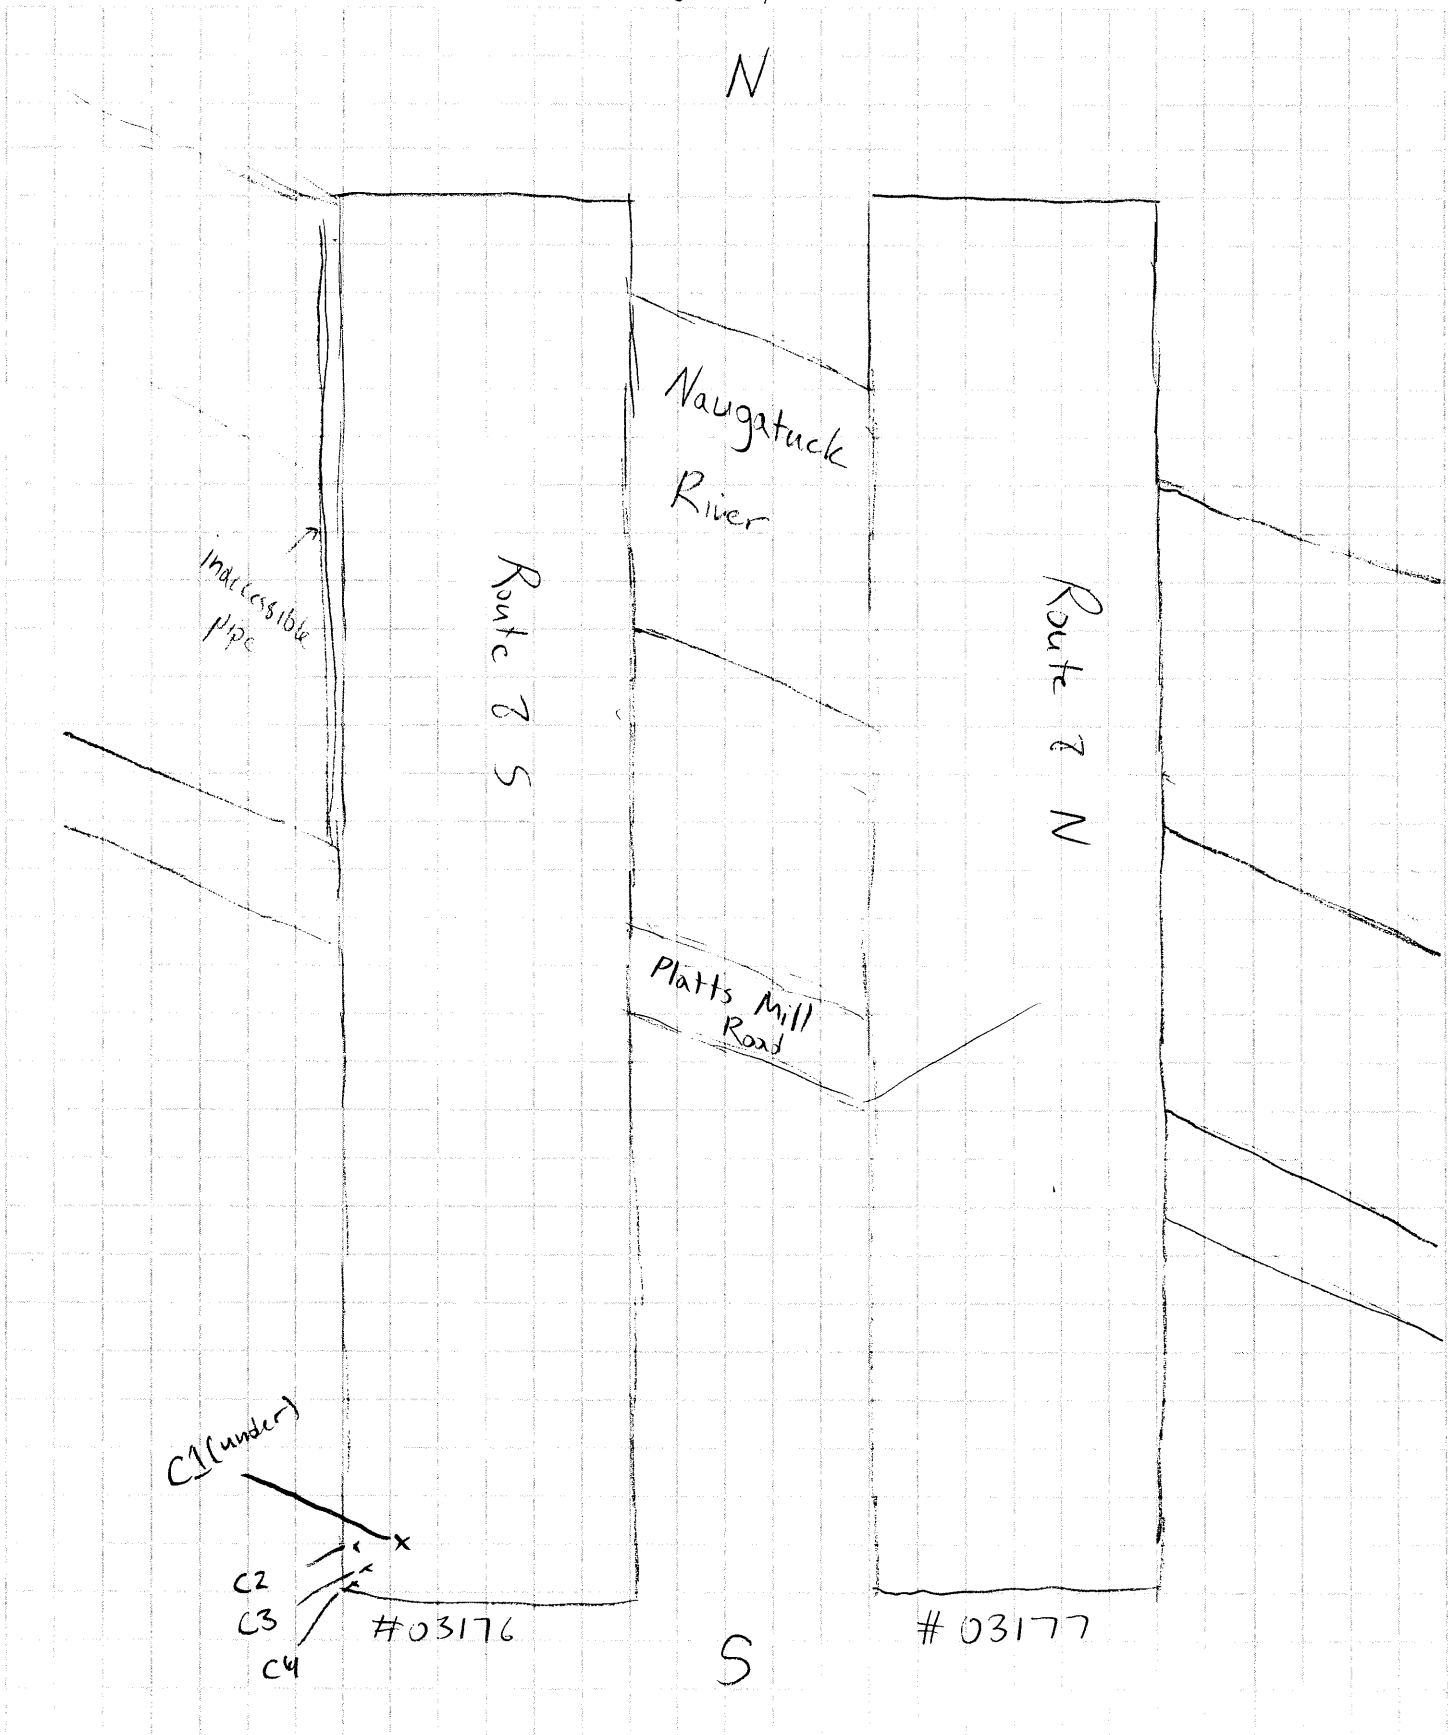 N
Naugatuck
River
Inaccessible
pipe
Route 8 S
Route 8 N
Platts Mill
Road
C1 (under)
C2
C3
C4
#03176
#03177
S